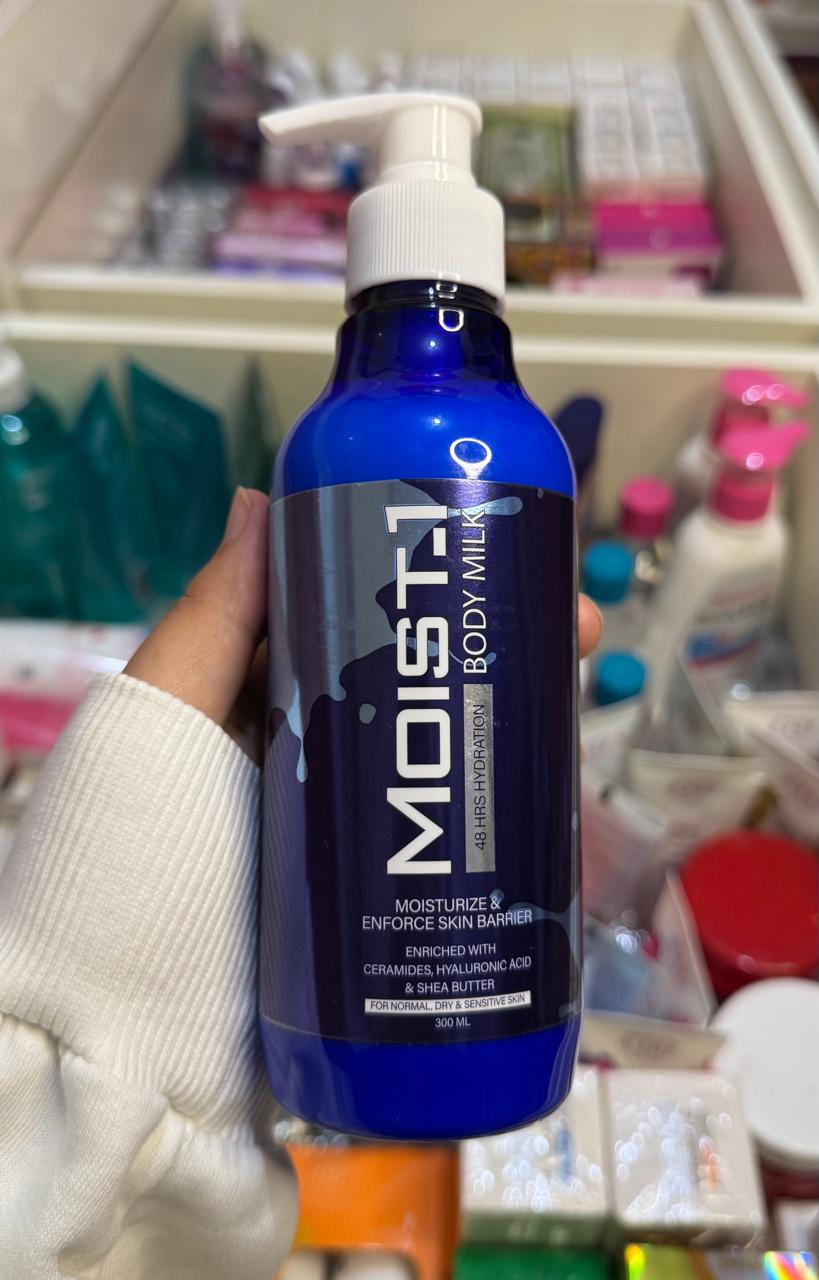 MOIST-1
BODY MILK
48 HRS HYDRATION
MOISTURIZE &
ENFORCE SKIN BARRIER
ENRICHED WITH
CERAMIDES, HYALURONIC ACID
& SHEA BUTTER
FOR NORMAL, DRY & SENSITIVE SKIN
300 ML